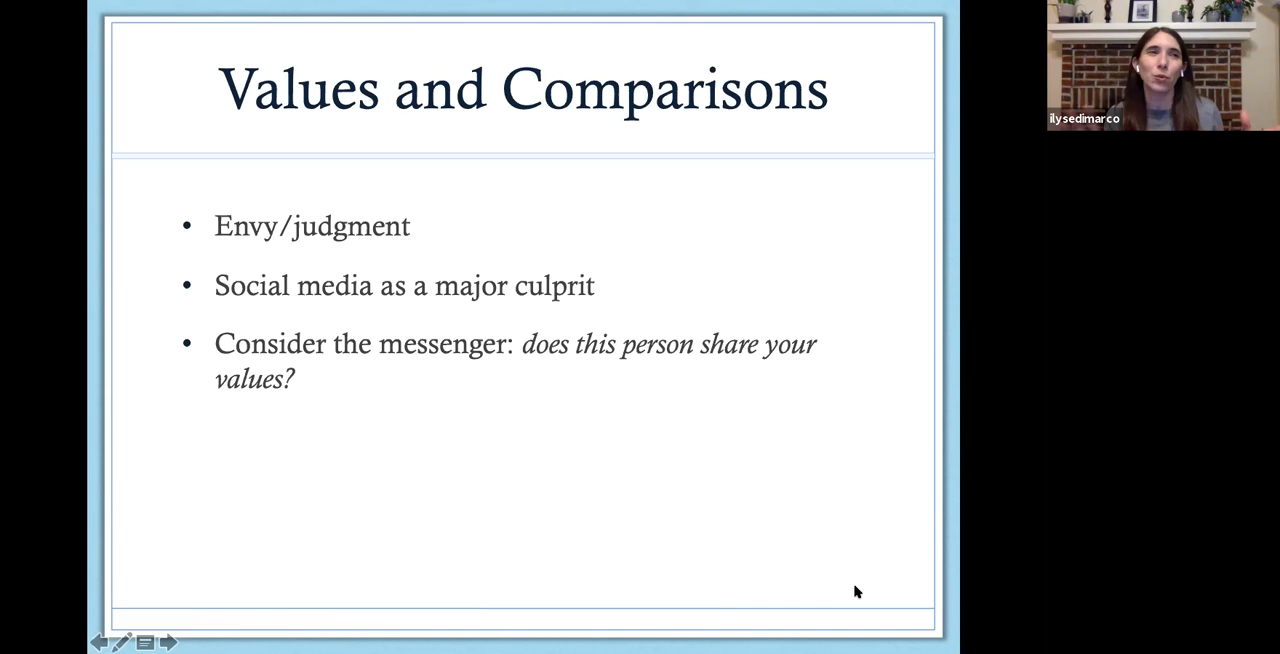 Values and Comparisons
• Envy/judgment
• Social media as a major culprit
• Consider the messenger: does this person share your
values?
ilysedimarco